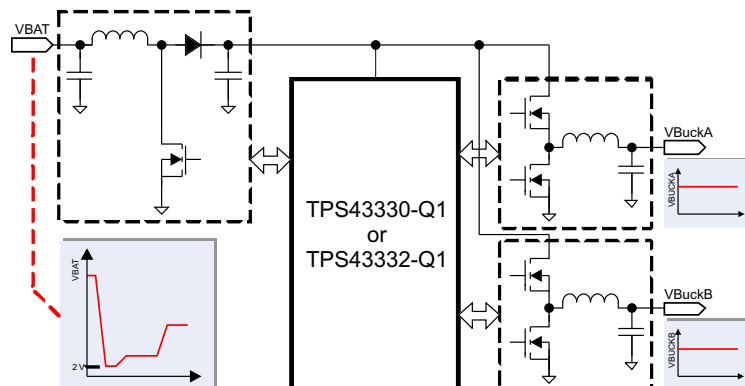 VBAT
VBuckA
VBUCKA
TPS43330-Q1
or
TPS43332-Q1
VBAT
2 V
VBuckB
VBUCKB